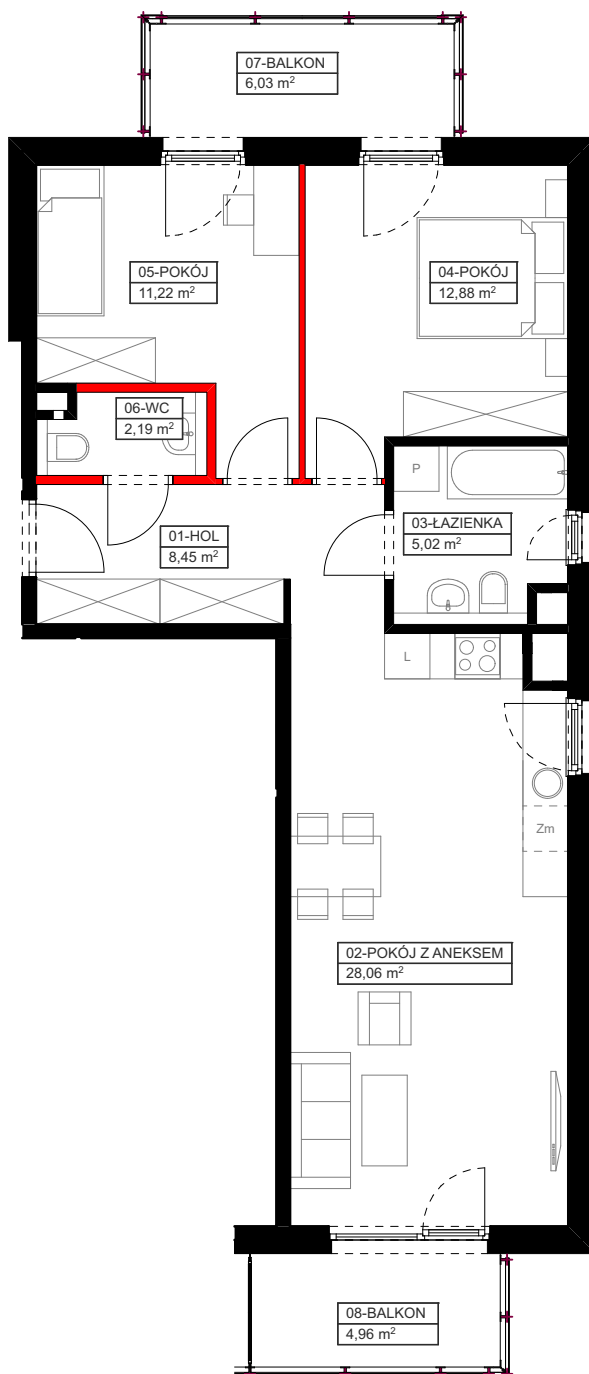 07-BALKON
6,03 m²
05-POKÓJ
11,22 m²
04-POKÓJ
12,88 m²
06-WC
2,19 m²
P
03-ŁAZIENKA
5,02 m²
01-HOL
8,45 m²
L
Zm
02-POKÓJ Z ANEKSEM
28,06 m²
08-BALKON
4,96 m²